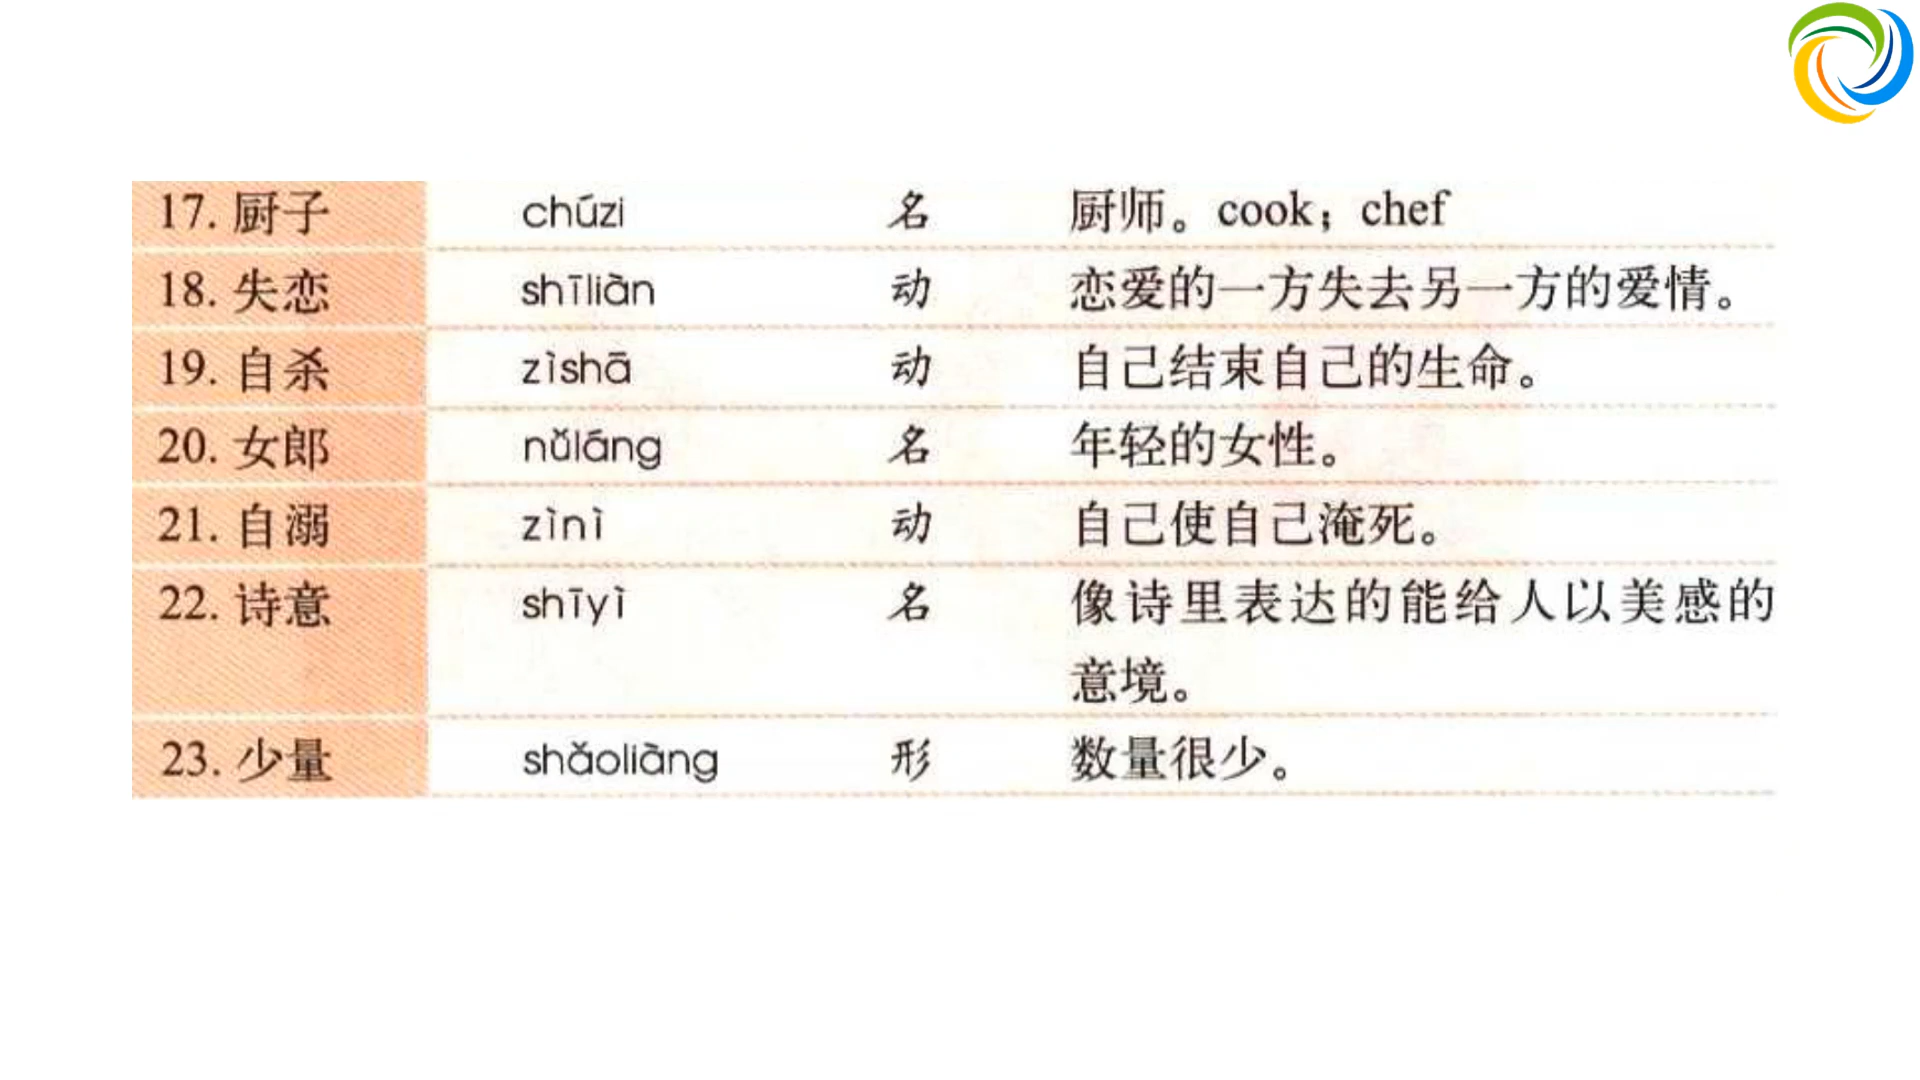 17. 厨子 chúzi 名 厨师。cook；chef
18. 失恋 shīliàn 动 恋爱的一方失去另一方的爱情。
19. 自杀 zìshā 动 自己结束自己的生命。
20. 女郎 nǚláng 名 年轻的女性。
21. 自溺 zìnì 动 自己使自己淹死。
22. 诗意 shīyì 名 像诗里表达的能给人以美感的
意境。
23. 少量 shǎoliàng 形 数量很少。